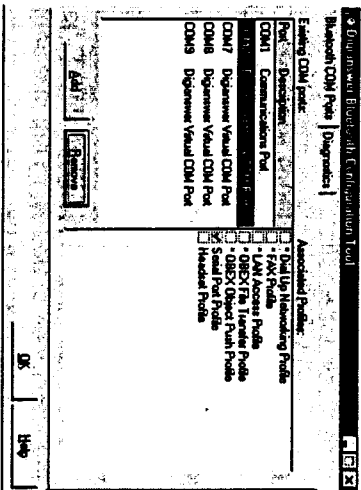 Digianswer Bluetooth Configuration Tool
Bluetooth COM Ports | Diagnostics
Existing COM ports:
Port Description
COM1 Communications Port
COM7 Digianswer Virtual COM Port
COM8 Digianswer Virtual COM Port
COM9 Digianswer Virtual COM Port
Add
Remove
Associated Profiles:
* Dial Up Networking Profile
* FAX Profile
* LAN Access Profile
* OBEX File Transfer Profile
* OBEX Object Push Profile
Serial Port Profile
Headset Profile
OK
Help